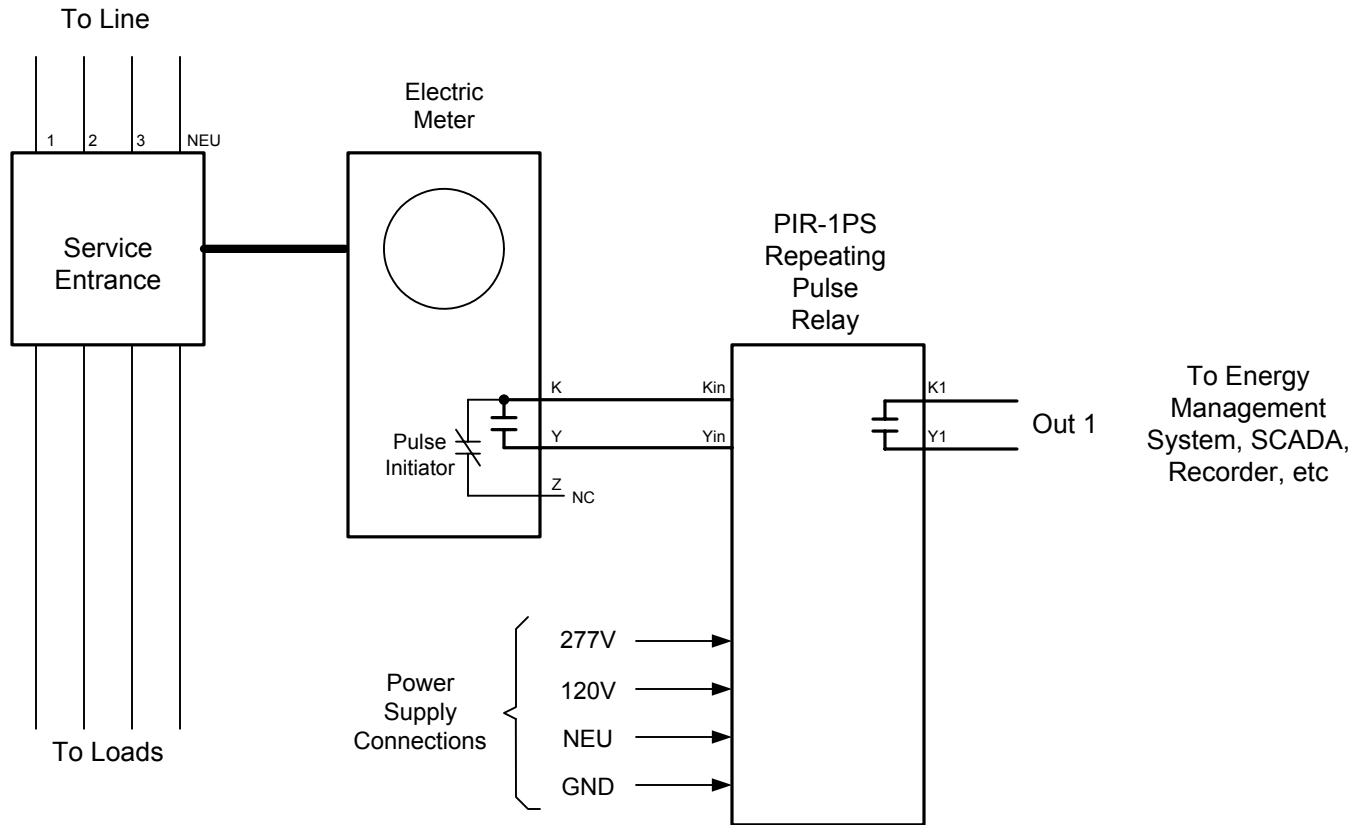 To Line
1
2
3
NEU
Service
Entrance
To Loads
Electric
Meter
Pulse
Initiator
K
Y
Z
NC
PIR-1PS
Repeating
Pulse
Relay
Kin
Yin
K1
Y1
Out 1
To Energy
Management
System, SCADA,
Recorder, etc
Power
Supply
Connections
277V
120V
NEU
GND